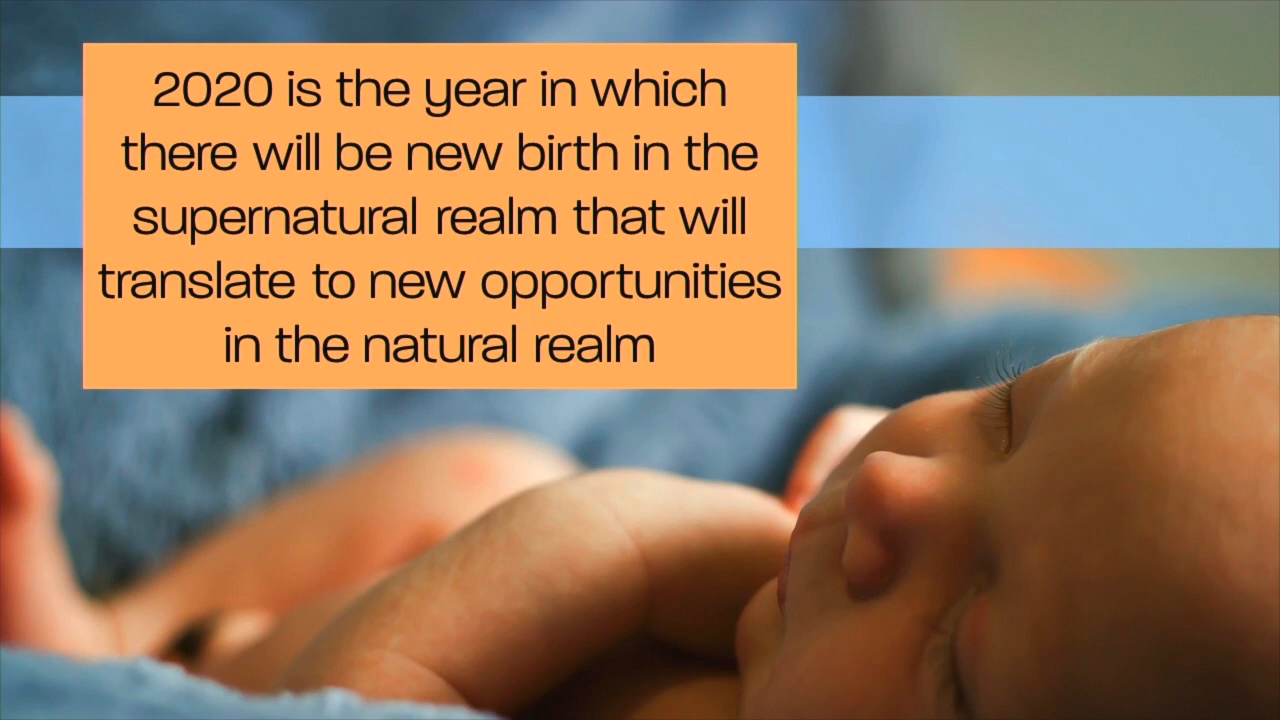 2020 is the year in which
there will be new birth in the
supernatural realm that will
translate to new opportunities
in the natural realm